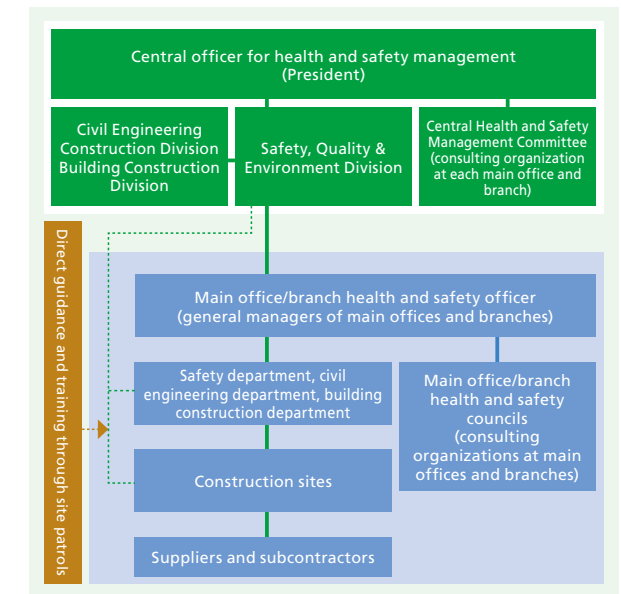 Central officer for health and safety management
(President)
Civil Engineering
Construction Division
Building Construction
Division
Safety, Quality &
Environment Division
Central Health and Safety
Management Committee
(consulting organization
at each main office and
branch)
Direct guidance and training through site patrols
Main office/branch health and safety officer
(general managers of main offices and branches)
Safety department, civil
engineering department, building
construction department
Main office/branch
health and safety
councils
(consulting
organizations at main
offices and branches)
Construction sites
Suppliers and subcontractors